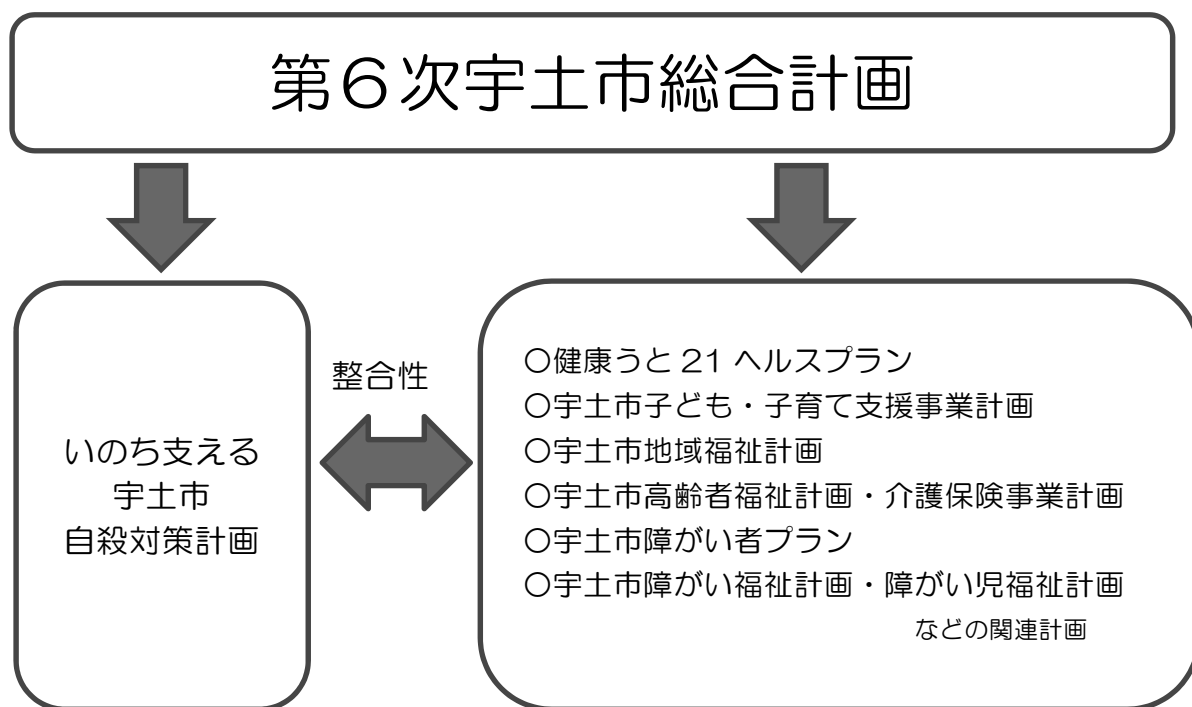 第6次宇土市総合計画
いのち支える
宇土市
自殺対策計画
整合性
○健康うと 21 ヘルスプラン
○宇土市子ども・子育て支援事業計画
○宇土市地域福祉計画
○宇土市高齢者福祉計画・介護保険事業計画
○宇土市障がい者プラン
○宇土市障がい福祉計画・障がい児福祉計画
などの関連計画